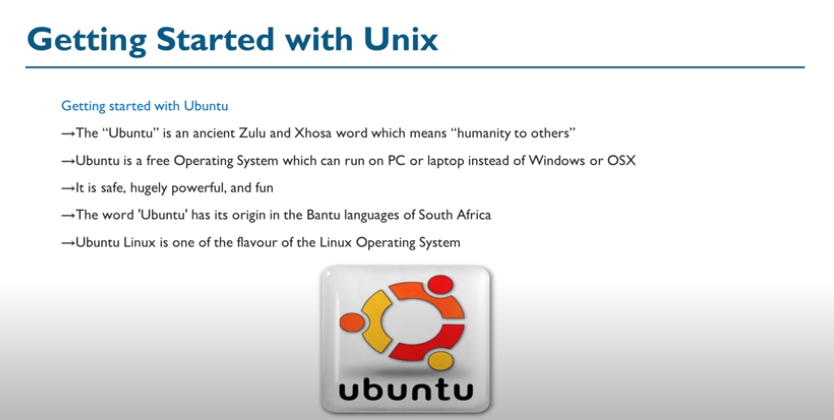 Getting Started with Unix
Getting started with Ubuntu
→The “Ubuntu” is an ancient Zulu and Xhosa word which means “humanity to others”
→Ubuntu is a free Operating System which can run on PC or laptop instead of Windows or OSX
→It is safe, hugely powerful, and fun
→The word 'Ubuntu' has its origin in the Bantu languages of South Africa
→Ubuntu Linux is one of the flavour of the Linux Operating System
ubuntu